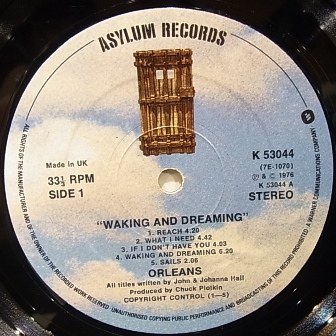 ASYLUM RECORDS
Made in UK
33⅓ RPM
SIDE 1
K 53044
(7E-1070)
℗ & © 1976
K 53044 A
STEREO
"WAKING AND DREAMING"
1. REACH 4:20
2. WHAT I NEED 4.42
3. IF I DON'T HAVE YOU 4.03
4. WAKING AND DREAMING 6.20
5. SAILS 2.06
ORLEANS
All titles written by John & Johanna Hall
Produced by Chuck Plotkin
COPYRIGHT CONTROL (1—5)
ALL RIGHTS OF THE MANUFACTURER AND OF THE OWNER OF THE RECORDED WORK RESERVED · UNAUTHORISED COPYING PUBLIC PERFORMANCE AND BROADCASTING OF THIS RECORD PROHIBITED. A WARNER COMMUNICATIONS COMPANY